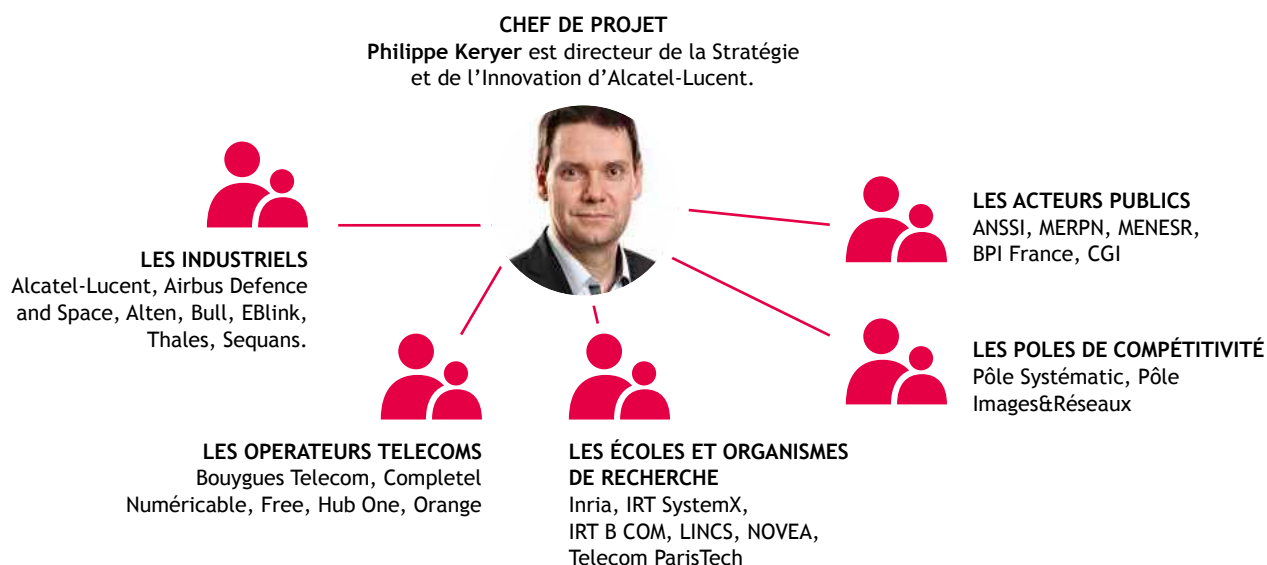 CHEF DE PROJET
Philippe Keryer est directeur de la Stratégie
et de l’Innovation d’Alcatel-Lucent.
LES INDUSTRIELS
Alcatel-Lucent, Airbus Defence
and Space, Alten, Bull, EBlink,
Thales, Sequans.
LES OPERATEURS TELECOMS
Bouygues Telecom, Completel
Numéricable, Free, Hub One, Orange
LES ÉCOLES ET ORGANISMES
DE RECHERCHE
Inria, IRT SystemX,
IRT B COM, LINCS, NOVEA,
Telecom ParisTech
LES ACTEURS PUBLICS
ANSSI, MERPN, MENESR,
BPI France, CGI
LES POLES DE COMPÉTITIVITÉ
Pôle Systématic, Pôle
Images&Réseaux